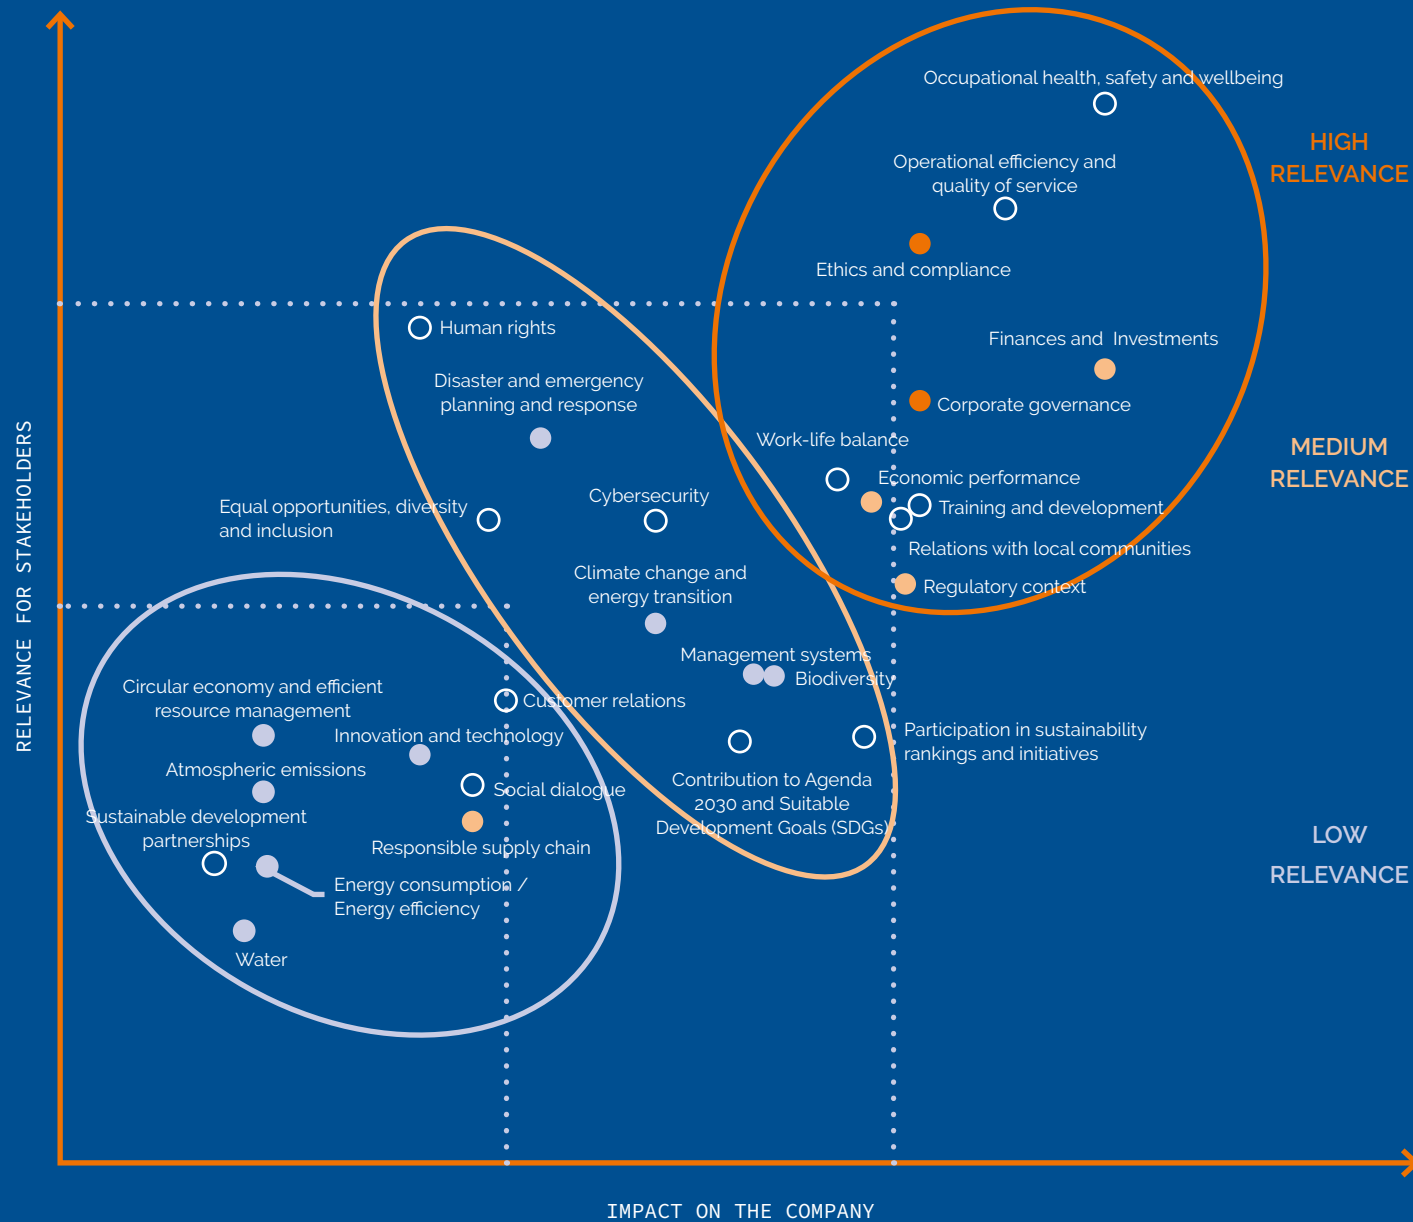 Occupational health, safety and wellbeing
HIGH
RELEVANCE
Operational efficiency and
quality of service
Ethics and compliance
Human rights
Finances and Investments
Disaster and emergency
planning and response
Corporate governance
Work-life balance
MEDIUM
RELEVANCE
Economic performance
Cybersecurity
Equal opportunities, diversity
and inclusion
Training and development
Relations with local communities
Climate change and
energy transition
Regulatory context
RELEVANCE FOR STAKEHOLDERS
Management systems
Biodiversity
Circular economy and efficient
resource management
Customer relations
Innovation and technology
Participation in sustainability
rankings and initiatives
Atmospheric emissions
Social dialogue
Contribution to Agenda
2030 and Suitable
Development Goals (SDGs)
Sustainable development
partnerships
LOW
RELEVANCE
Responsible supply chain
Energy consumption /
Energy efficiency
Water
IMPACT ON THE COMPANY